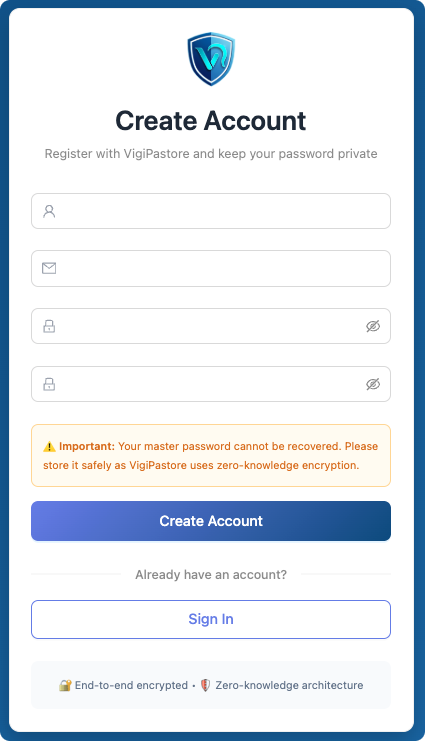 Create Account
Register with VigiPastore and keep your password private
⚠️ Important: Your master password cannot be recovered. Please
store it safely as VigiPastore uses zero-knowledge encryption.
Create Account
Already have an account?
Sign In
🔐 End-to-end encrypted • 🛡️ Zero-knowledge architecture